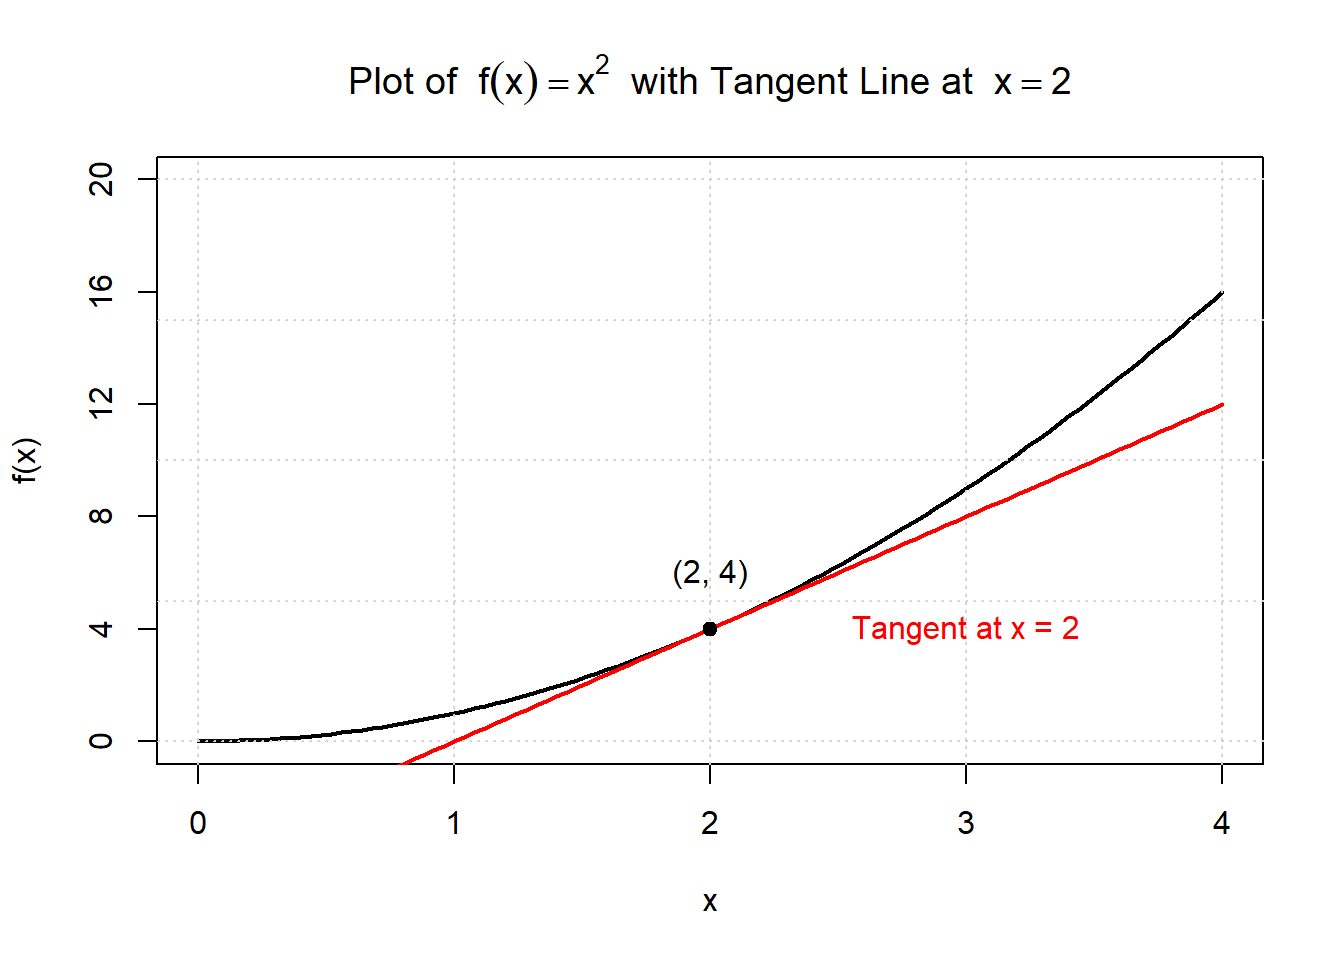 Plot of f(x) = x² with Tangent Line at x = 2
20
16
12
8
4
0
f(x)
(2, 4)
Tangent at x = 2
0 1 2 3 4
x